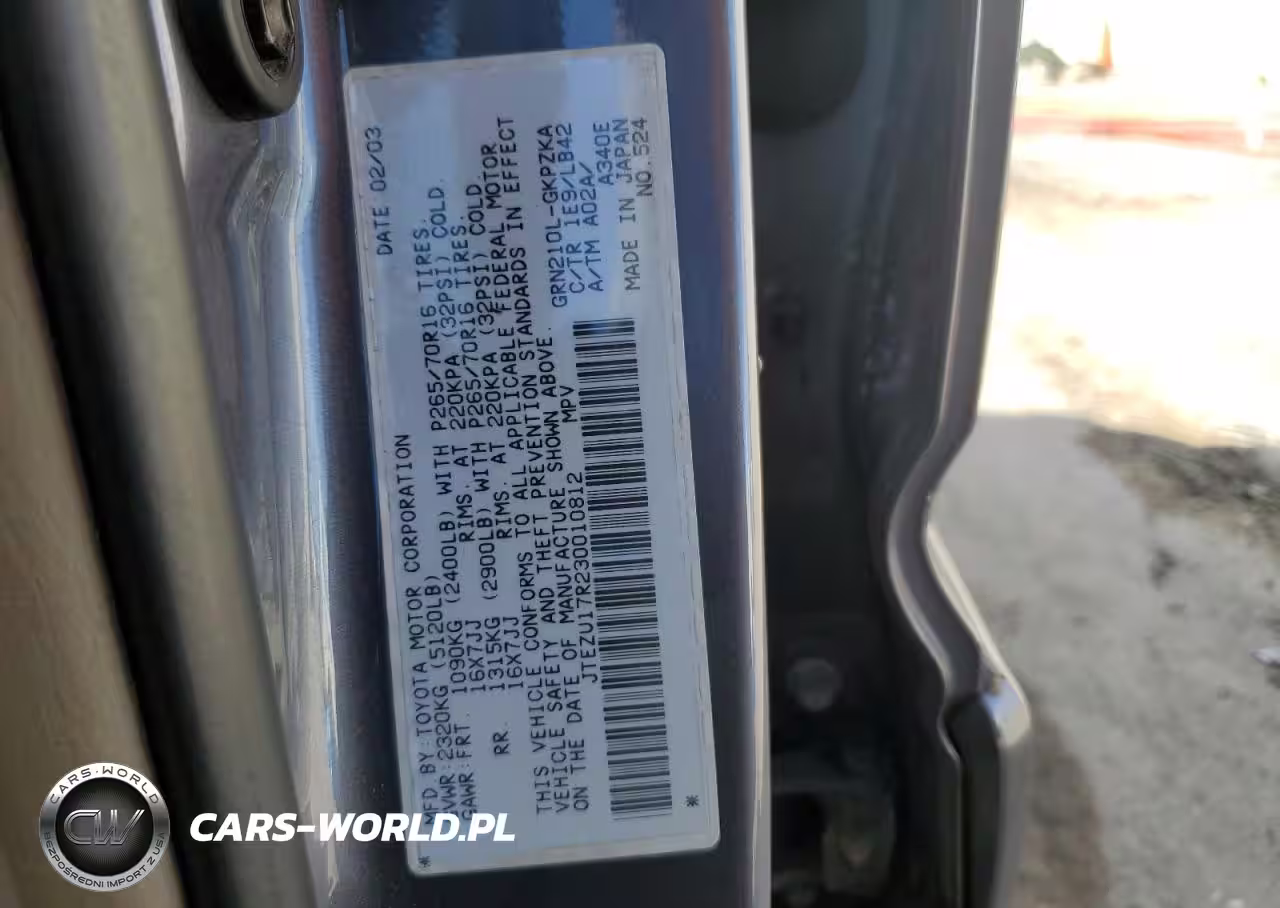 MFD. BY: TOYOTA MOTOR CORPORATION DATE 02/03
GVWR: 2320KG (5120LB)
GAWR: FRT. 1090KG (2400LB) WITH P265/70R16 TIRES,
16X7JJ RIMS, AT 220KPA (32PSI) COLD.
RR. 1315KG (2900LB) WITH P265/70R16 TIRES,
16X7JJ RIMS, AT 220KPA (32PSI) COLD.
THIS VEHICLE CONFORMS TO ALL APPLICABLE FEDERAL MOTOR
VEHICLE SAFETY AND THEFT PREVENTION STANDARDS IN EFFECT
ON THE DATE OF MANUFACTURE SHOWN ABOVE.
JTEZU17R230010812 MPV
GRN210L-GKPZKA
C/TR 1E9/LB42
A/TM A02A/ A340E
MADE IN JAPAN
NO.524
* *
CARS-WORLD
CW
BEZPOŚREDNI IMPORT Z USA
CARS-WORLD.PL